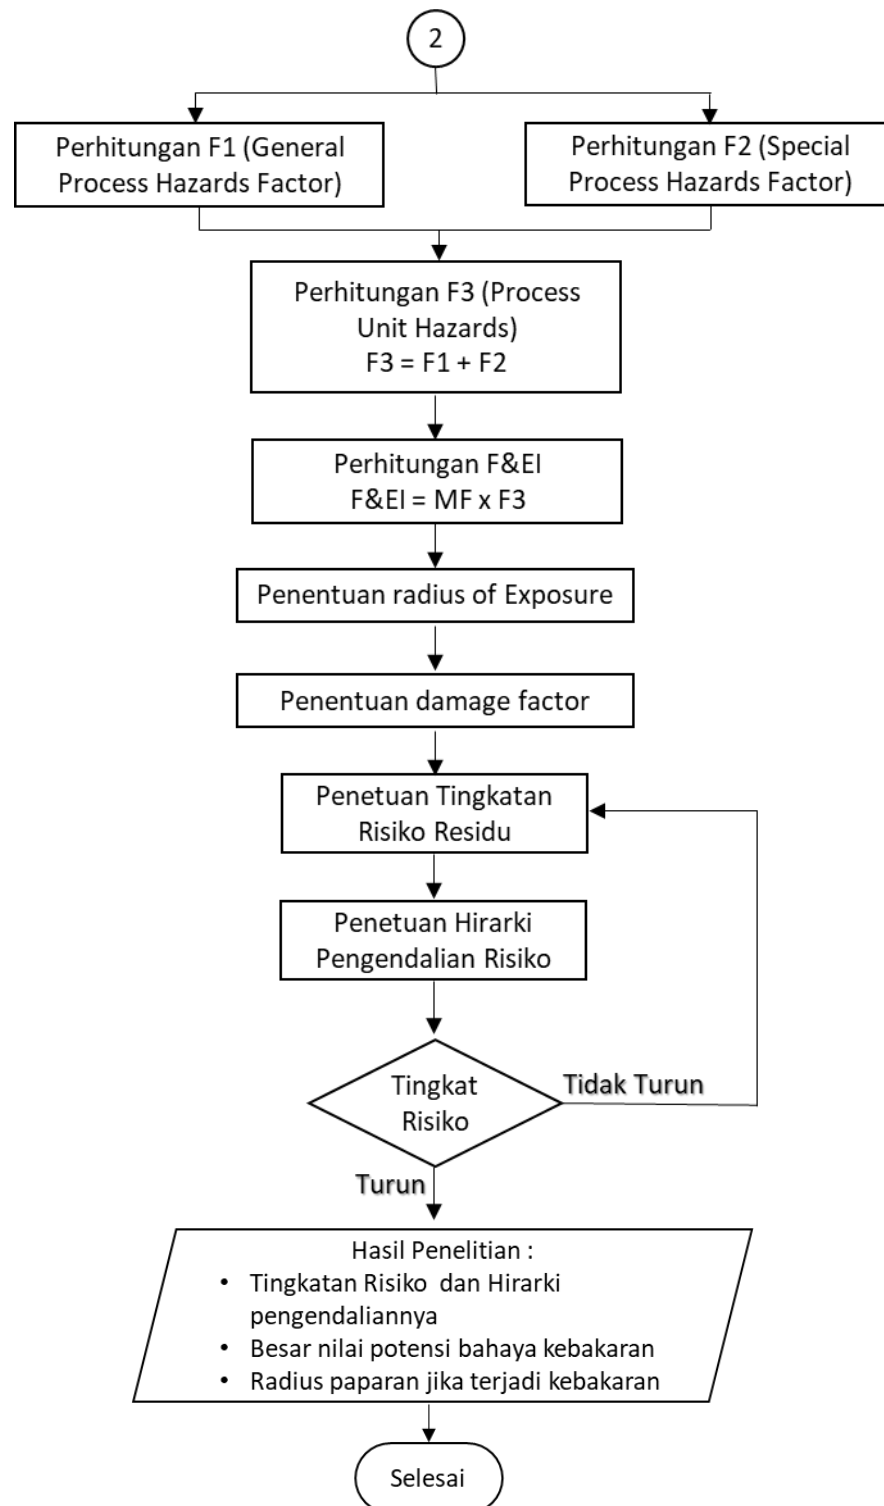 2
Perhitungan F1 (General
Process Hazards Factor)
Perhitungan F2 (Special
Process Hazards Factor)
Perhitungan F3 (Process
Unit Hazards)
F3 = F1 + F2
Perhitungan F&EI
F&EI = MF x F3
Penentuan radius of Exposure
Penentuan damage factor
Penetuan Tingkatan
Risiko Residu
Penetuan Hirarki
Pengendalian Risiko
Tingkat
Risiko
Tidak Turun
Turun
Hasil Penelitian :
• Tingkatan Risiko dan Hirarki
pengendaliannya
• Besar nilai potensi bahaya kebakaran
• Radius paparan jika terjadi kebakaran
Selesai